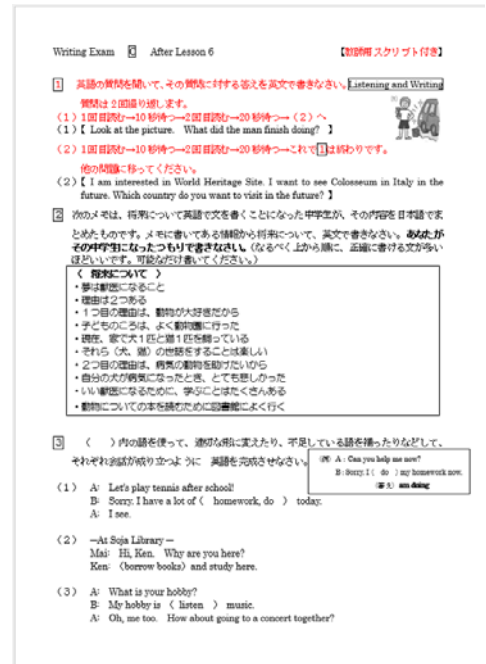 Writing Exam C After Lesson 6 【教師用スクリプト付き】
1 英語の質問を聞いて、その質問に対する答えを英文で書きなさい。Listening and Writing
質問は2回繰り返します。
(1)1回目読む→10秒待つ→2回目読む→20秒待つ→(2)へ
(1)【 Look at the picture. What did the man finish doing? 】
(2)1回目読む→10秒待つ→2回目読む→20秒待つ→これで1は終わりです。
他の問題に移ってください。
(2)【 I am interested in World Heritage Site. I want to see Colosseum in Italy in the
future. Which country do you want to visit in the future? 】
2 次のメモは、将来について英語で文を書くことになった中学生が、その内容を日本語でま
とめたものです。メモに書いてある情報から将来について、英文で書きなさい。あなたが
その中学生になったつもりで書きなさい。(なるべく上から順に、正確に書ける文が多い
ほどいいです。可能なだけ書いてください。)
〈 将来について 〉
・夢は獣医になること
・理由は2つある
・1つ目の理由は、動物が大好きだから
・子どものころは、よく動物園に行った
・現在、家で犬1匹と猫1匹を飼っている
・それら(犬、猫)の世話をすることは楽しい
・2つ目の理由は、病気の動物を助けたいから
・自分の犬が病気になったとき、とても悲しかった
・いい獣医になるために、学ぶことはたくさんある
・動物についての本を読むために図書館によく行く
3 ( )内の語を使って、適切な形に変えたり、不足している語を補ったりなどして、
それぞれ会話が成り立つように 英語を完成させなさい。
(例) A : Can you help me now?
B : Sorry. I ( do ) my homework now.
(答え) am doing
(1) A: Let's play tennis after school!
B: Sorry. I have a lot of ( homework, do ) today.
A: I see.
(2) ―At Soja Library―
Mai: Hi, Ken. Why are you here?
Ken: (borrow books) and study here.
(3) A: What is your hobby?
B: My hobby is ( listen ) music.
A: Oh, me too. How about going to a concert together?